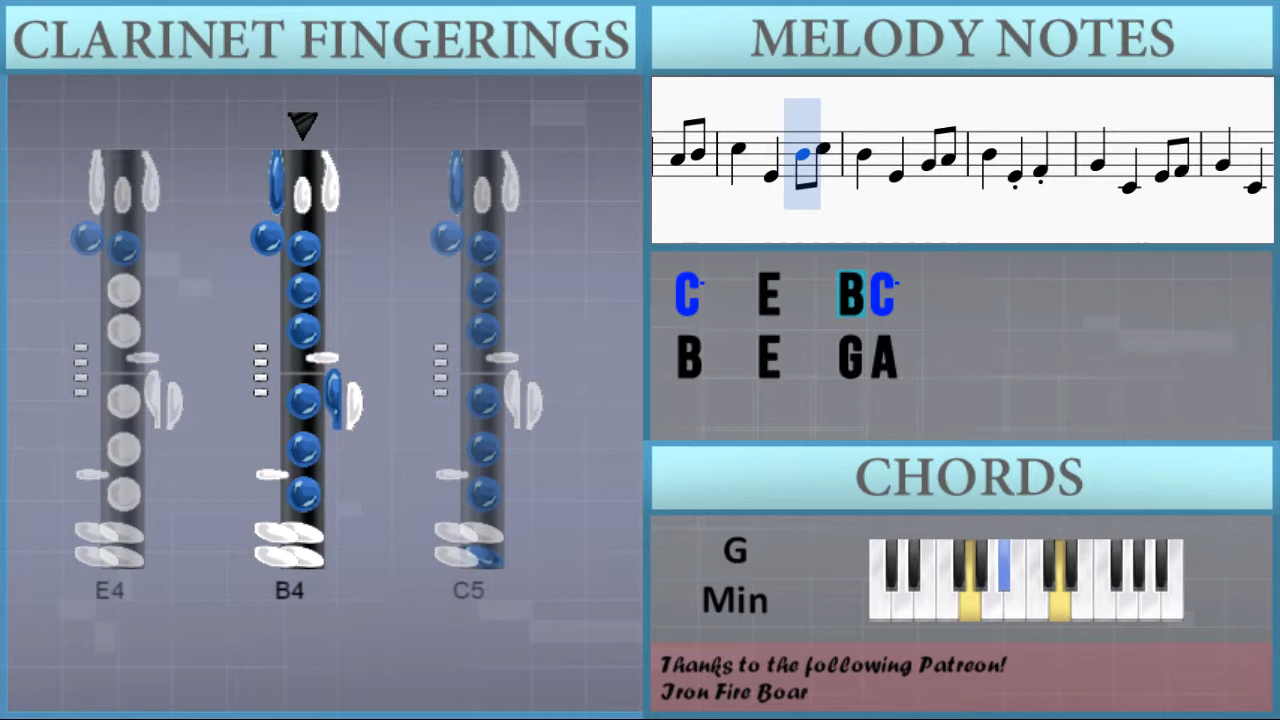 CLARINET FINGERINGS
E4 B4 C5
MELODY NOTES
C- E BC-
B E GA
CHORDS
G
Min
Thanks to the following Patreon!
Iron Fire Boar